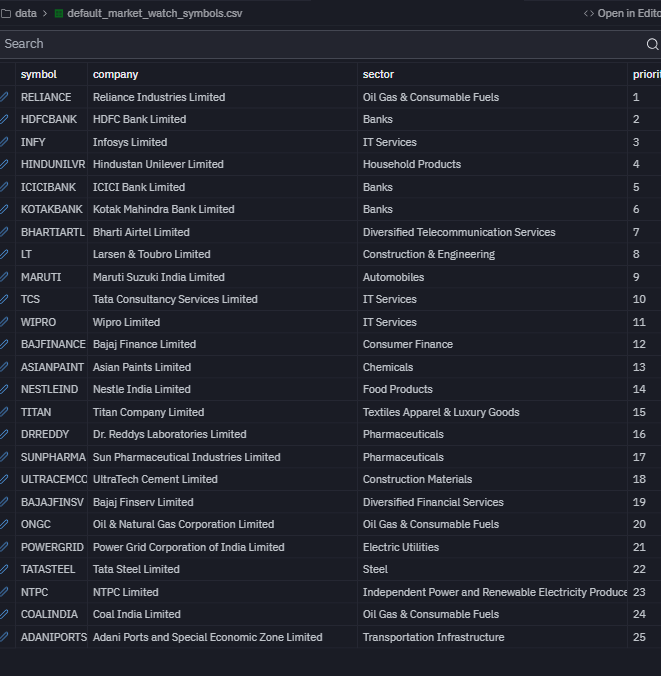 data > default_market_watch_symbols.csv <> Open in Edito
Search
symbol company sector priorit
RELIANCE Reliance Industries Limited Oil Gas & Consumable Fuels 1
HDFCBANK HDFC Bank Limited Banks 2
INFY Infosys Limited IT Services 3
HINDUNILVR Hindustan Unilever Limited Household Products 4
ICICIBANK ICICI Bank Limited Banks 5
KOTAKBANK Kotak Mahindra Bank Limited Banks 6
BHARTIARTL Bharti Airtel Limited Diversified Telecommunication Services 7
LT Larsen & Toubro Limited Construction & Engineering 8
MARUTI Maruti Suzuki India Limited Automobiles 9
TCS Tata Consultancy Services Limited IT Services 10
WIPRO Wipro Limited IT Services 11
BAJFINANCE Bajaj Finance Limited Consumer Finance 12
ASIANPAINT Asian Paints Limited Chemicals 13
NESTLEIND Nestle India Limited Food Products 14
TITAN Titan Company Limited Textiles Apparel & Luxury Goods 15
DRREDDY Dr. Reddys Laboratories Limited Pharmaceuticals 16
SUNPHARMA Sun Pharmaceutical Industries Limited Pharmaceuticals 17
ULTRACEMCO UltraTech Cement Limited Construction Materials 18
BAJAJFINSV Bajaj Finserv Limited Diversified Financial Services 19
ONGC Oil & Natural Gas Corporation Limited Oil Gas & Consumable Fuels 20
POWERGRID Power Grid Corporation of India Limited Electric Utilities 21
TATASTEEL Tata Steel Limited Steel 22
NTPC NTPC Limited Independent Power and Renewable Electricity Produce 23
COALINDIA Coal India Limited Oil Gas & Consumable Fuels 24
ADANIPORTS Adani Ports and Special Economic Zone Limited Transportation Infrastructure 25